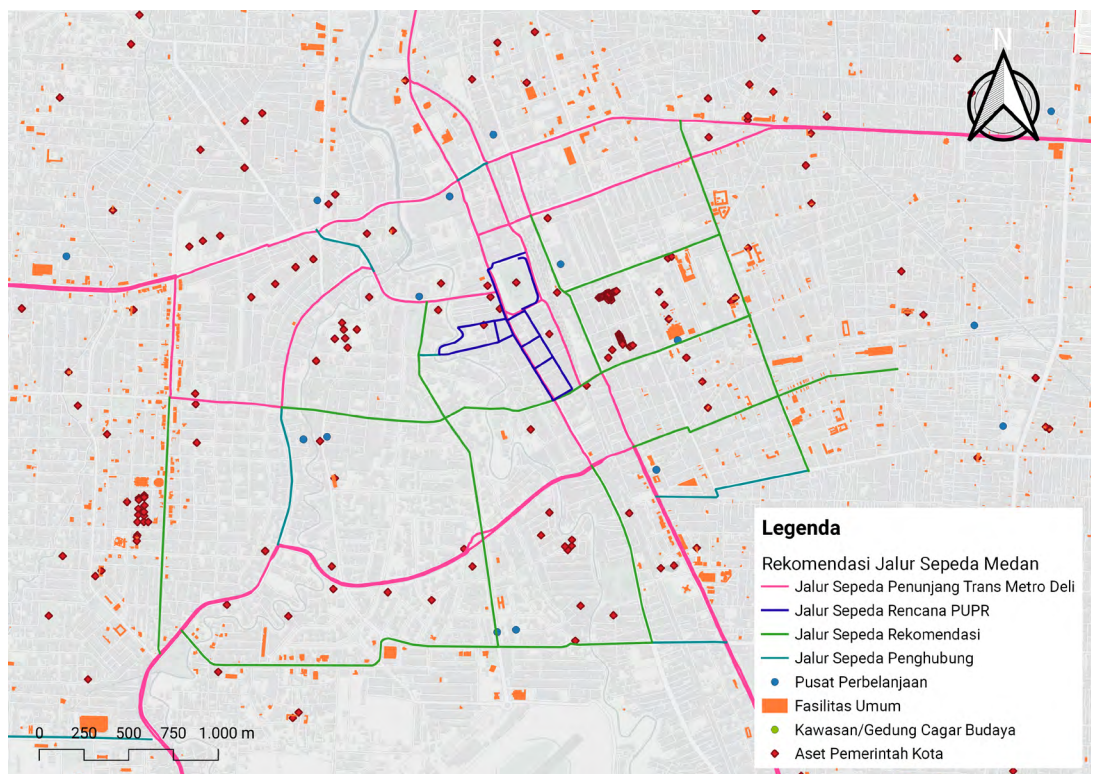 N
Legenda
Rekomendasi Jalur Sepeda Medan
Jalur Sepeda Penunjang Trans Metro Deli
Jalur Sepeda Rencana PUPR
Jalur Sepeda Rekomendasi
Jalur Sepeda Penghubung
Pusat Perbelanjaan
Fasilitas Umum
Kawasan/Gedung Cagar Budaya
Aset Pemerintah Kota
0 250 500 750 1.000 m